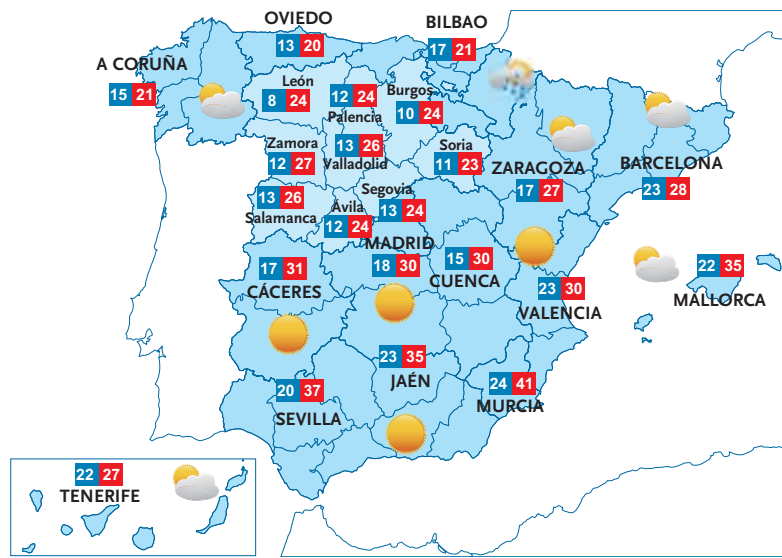 OVIEDO
13 20
BILBAO
17 21
A CORUÑA
15 21
León
8 24
12 24
Palencia
Burgos
10 24
Zamora
12 27
13 26
Valladolid
Soria
11 23
ZARAGOZA
17 27
BARCELONA
23 28
13 26
Salamanca
Ávila
12 24
Segovia
13 24
MADRID
18 30
15 30
CUENCA
17 31
CÁCERES
23 30
VALENCIA
22 35
MALLORCA
23 35
JAÉN
20 37
SEVILLA
24 41
MURCIA
22 27
TENERIFE